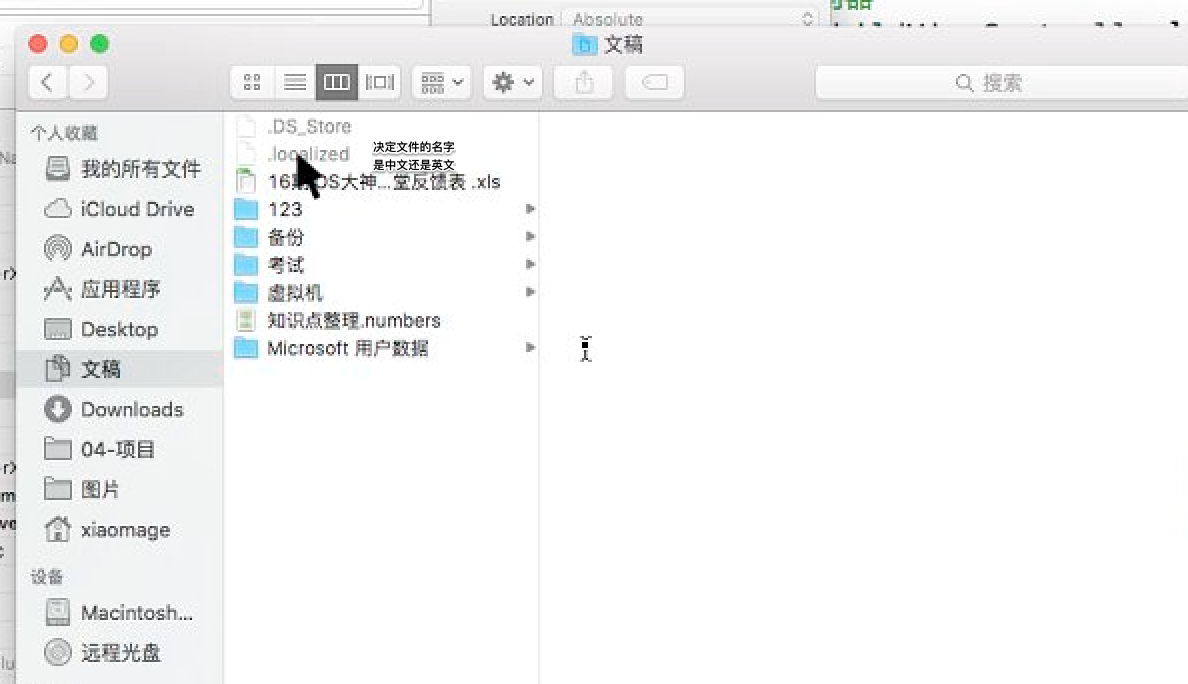 Location
Absolute
文稿
搜索
个人收藏
我的所有文件
iCloud Drive
AirDrop
应用程序
Desktop
文稿
Downloads
04-项目
图片
xiaomage
设备
Macintosh...
远程光盘
.DS_Store
.localized
决定文件的名字
是中文还是英文
大神...堂反馈表 .xls
123
备份
考试
虚拟机
知识点整理.numbers
Microsoft 用户数据